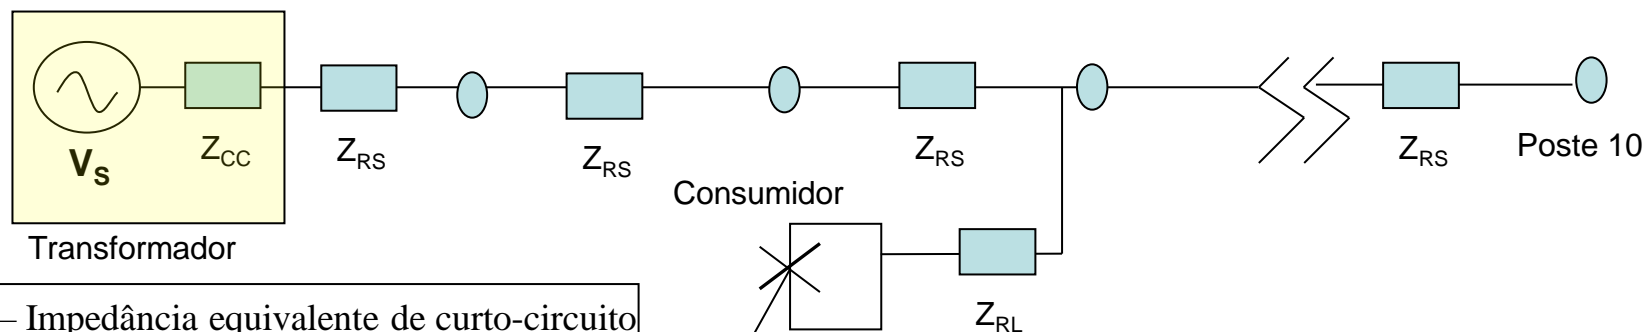 Z_CC
Z_RS
Z_RS
Z_RS
Z_RS
Poste 10
V_S
Consumidor
Transformador
Z_RL
– Impedância equivalente de curto-circuito